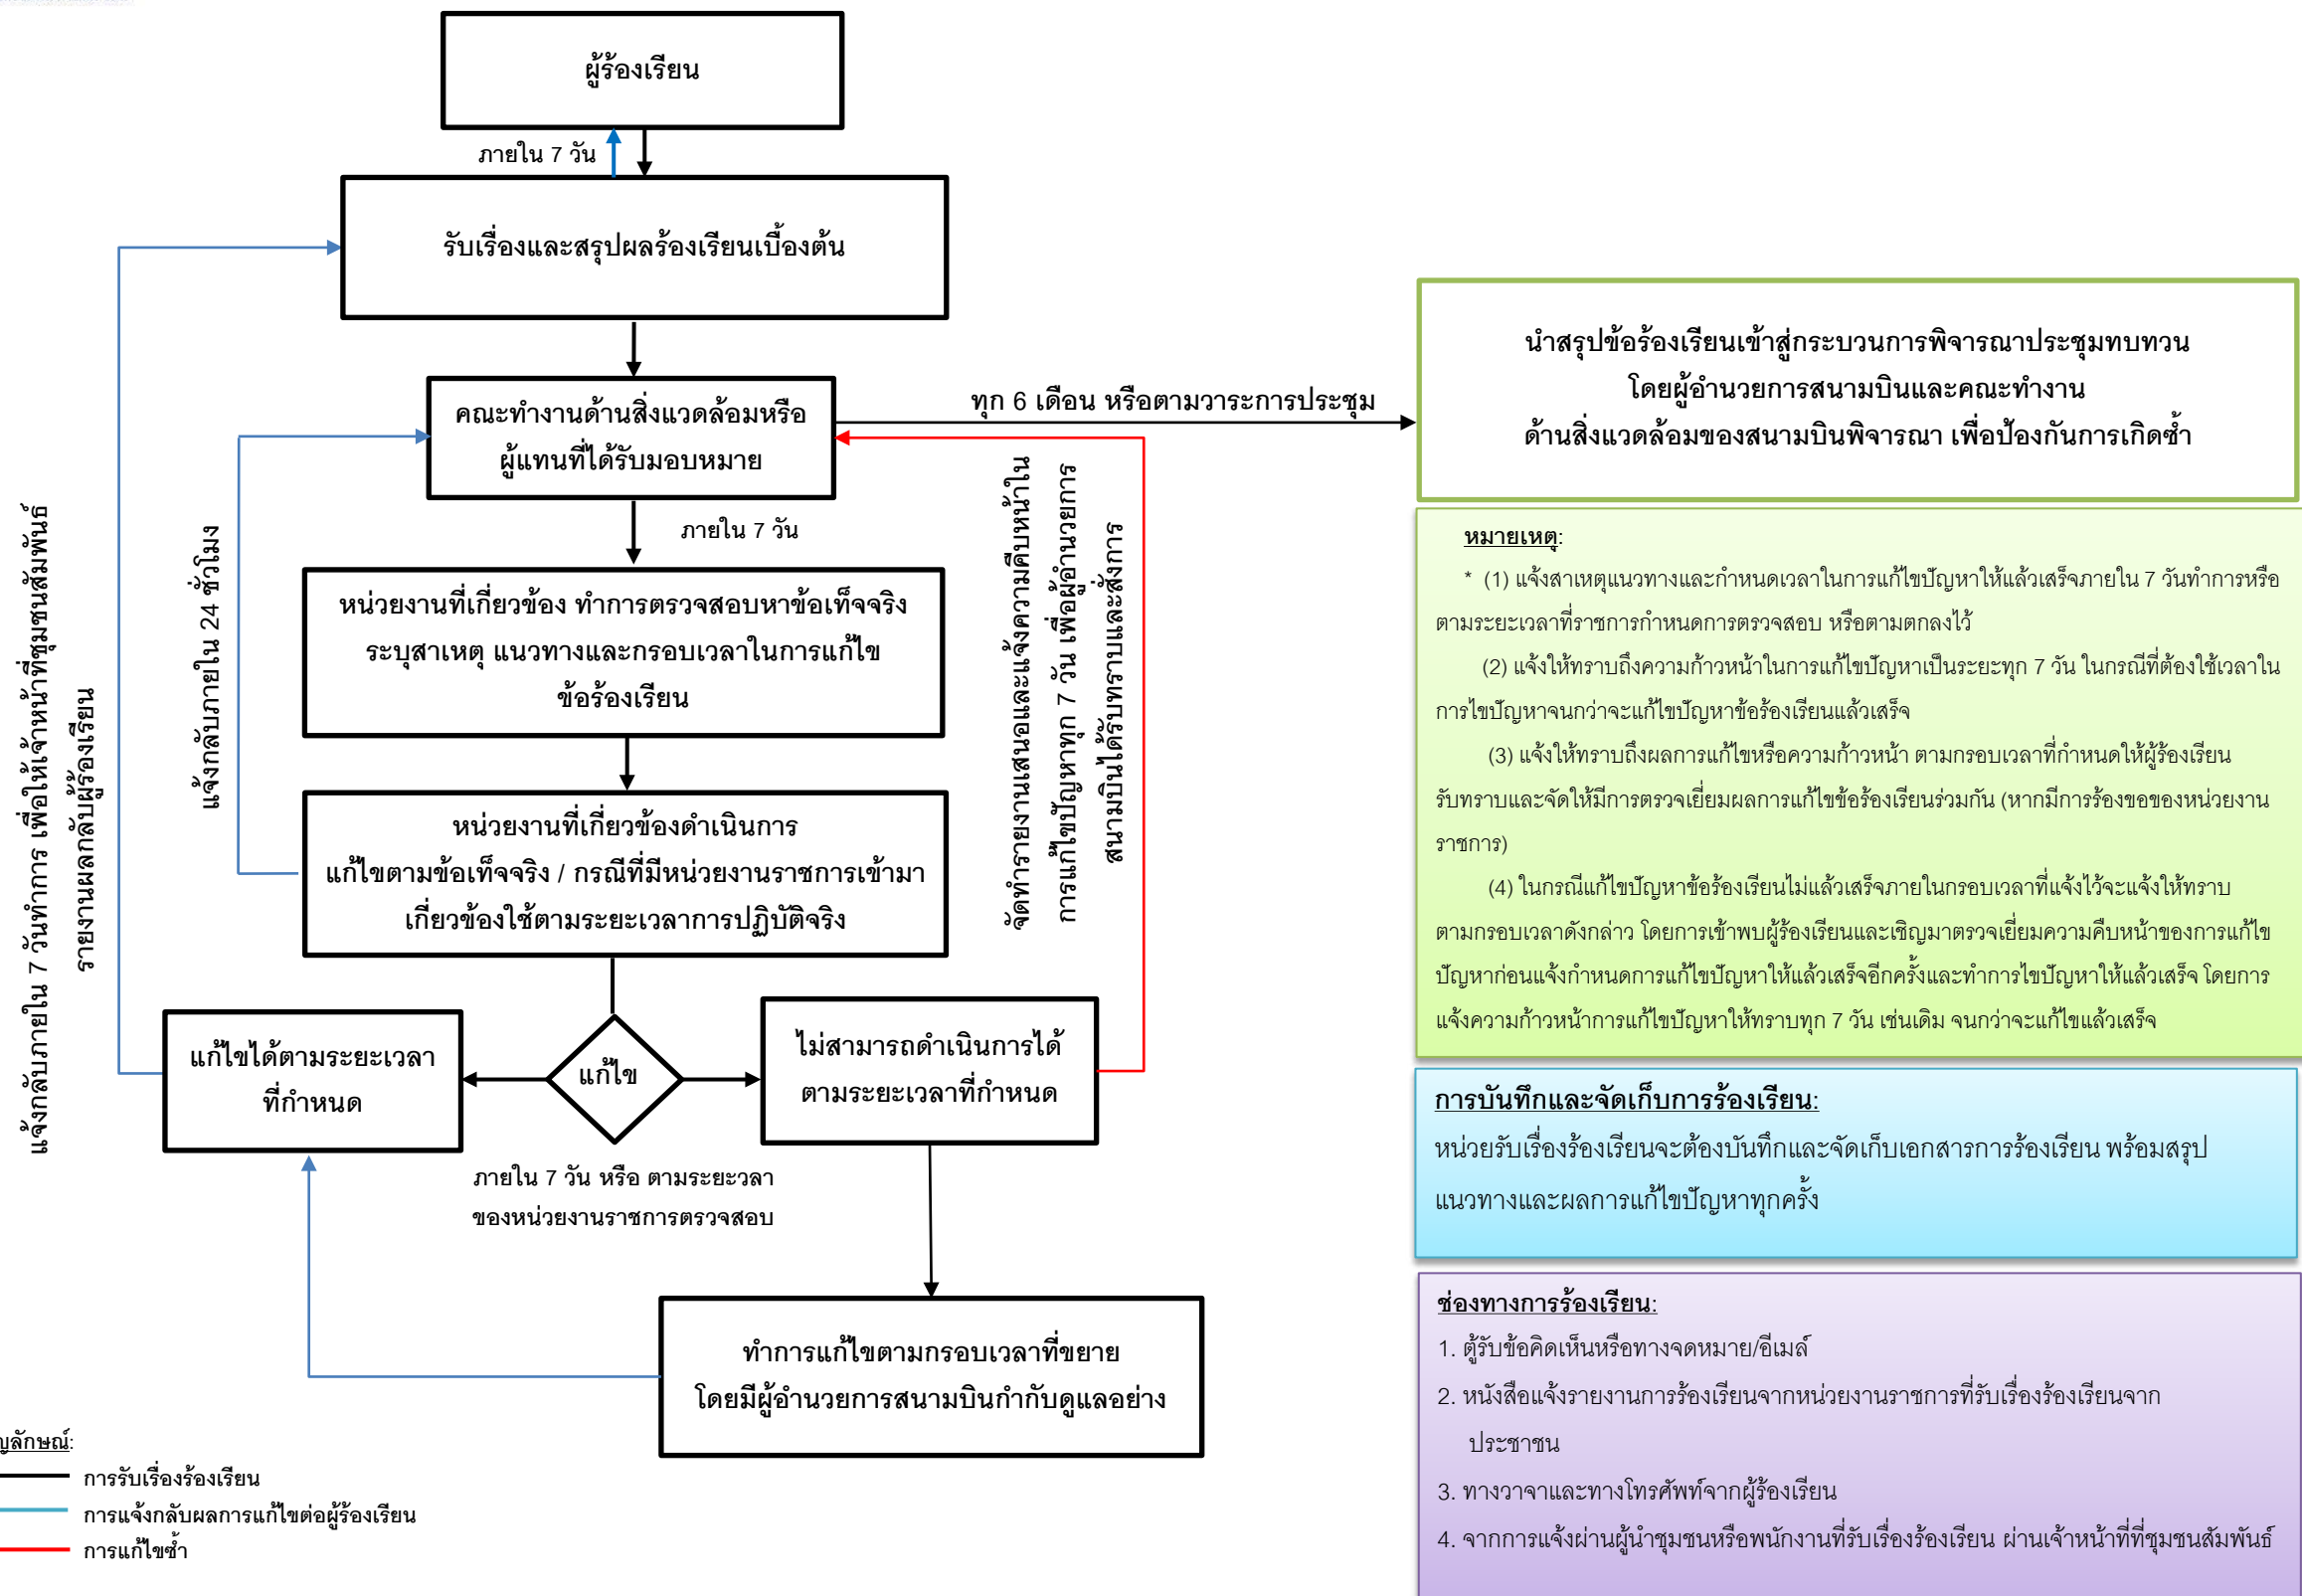 ผู้ร้องเรียน
ภายใน 7 วัน
รับเรื่องและสรุปผลร้องเรียนเบื้องต้น
คณะทำงานด้านสิ่งแวดล้อมหรือ
ผู้แทนที่ได้รับมอบหมาย
ทุก 6 เดือน หรือตามวาระการประชุม
นำสรุปข้อร้องเรียนเข้าสู่กระบวนการพิจารณาประชุมทบทวน
โดยผู้อำนวยการสนามบินและคณะทำงาน
ด้านสิ่งแวดล้อมของสนามบินพิจารณา เพื่อป้องกันการเกิดซ้ำ
ภายใน 7 วัน
หน่วยงานที่เกี่ยวข้อง ทำการตรวจสอบหาข้อเท็จจริง
ระบุสาเหตุ แนวทางและกรอบเวลาในการแก้ไข
ข้อร้องเรียน
หน่วยงานที่เกี่ยวข้องดำเนินการ
แก้ไขตามข้อเท็จจริง / กรณีที่มีหน่วยงานราชการเข้ามา
เกี่ยวข้องใช้ตามระยะเวลาการปฏิบัติจริง
แจ้งกลับภายใน 7 วันทำการ เพื่อให้เจ้าหน้าที่ชุมชนสัมพันธ์
รายงานผลกลับผู้ร้องเรียน
แจ้งกลับภายใน 24 ชั่วโมง
จัดทำรายงานเสนอและแจ้งความคืบหน้าใน
การแก้ไขปัญหาทุก 7 วัน เพื่อผู้อำนวยการ
สนามบินได้รับทราบและสั่งการ
แก้ไขได้ตามระยะเวลา
ที่กำหนด
แก้ไข
ไม่สามารถดำเนินการได้
ตามระยะเวลาที่กำหนด
ภายใน 7 วัน หรือ ตามระยะวลา
ของหน่วยงานราชการตรวจสอบ
ทำการแก้ไขตามกรอบเวลาที่ขยาย
โดยมีผู้อำนวยการสนามบินกำกับดูแลอย่าง
ญลักษณ์:
การรับเรื่องร้องเรียน
การแจ้งกลับผลการแก้ไขต่อผู้ร้องเรียน
การแก้ไขซ้ำ
หมายเหตุ:
* (1) แจ้งสาเหตุแนวทางและกำหนดเวลาในการแก้ไขปัญหาให้แล้วเสร็จภายใน 7 วันทำการหรือ
ตามระยะเวลาที่ราชการกำหนดการตรวจสอบ หรือตามตกลงไว้
(2) แจ้งให้ทราบถึงความก้าวหน้าในการแก้ไขปัญหาเป็นระยะทุก 7 วัน ในกรณีที่ต้องใช้เวลาใน
การไขปัญหาจนกว่าจะแก้ไขปัญหาข้อร้องเรียนแล้วเสร็จ
(3) แจ้งให้ทราบถึงผลการแก้ไขหรือความก้าวหน้า ตามกรอบเวลาที่กำหนดให้ผู้ร้องเรียน
รับทราบและจัดให้มีการตรวจเยี่ยมผลการแก้ไขข้อร้องเรียนร่วมกัน (หากมีการร้องขอของหน่วยงาน
ราชการ)
(4) ในกรณีแก้ไขปัญหาข้อร้องเรียนไม่แล้วเสร็จภายในกรอบเวลาที่แจ้งไว้จะแจ้งให้ทราบ
ตามกรอบเวลาดังกล่าว โดยการเข้าพบผู้ร้องเรียนและเชิญมาตรวจเยี่ยมความคืบหน้าของการแก้ไข
ปัญหาก่อนแจ้งกำหนดการแก้ไขปัญหาให้แล้วเสร็จอีกครั้งและทำการไขปัญหาให้แล้วเสร็จ โดยการ
แจ้งความก้าวหน้าการแก้ไขปัญหาให้ทราบทุก 7 วัน เช่นเดิม จนกว่าจะแก้ไขแล้วเสร็จ
การบันทึกและจัดเก็บการร้องเรียน:
หน่วยรับเรื่องร้องเรียนจะต้องบันทึกและจัดเก็บเอกสารการร้องเรียน พร้อมสรุป
แนวทางและผลการแก้ไขปัญหาทุกครั้ง
ช่องทางการร้องเรียน:
1. ตู้รับข้อคิดเห็นหรือทางจดหมาย/อีเมล์
2. หนังสือแจ้งรายงานการร้องเรียนจากหน่วยงานราชการที่รับเรื่องร้องเรียนจาก
ประชาชน
3. ทางวาจาและทางโทรศัพท์จากผู้ร้องเรียน
4. จากการแจ้งผ่านผู้นำชุมชนหรือพนักงานที่รับเรื่องร้องเรียน ผ่านเจ้าหน้าที่ที่ชุมชนสัมพันธ์